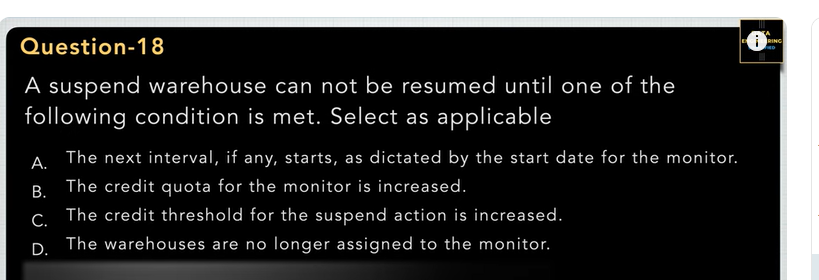 Question-18
A suspend warehouse can not be resumed until one of the
following condition is met. Select as applicable
A. The next interval, if any, starts, as dictated by the start date for the monitor.
B. The credit quota for the monitor is increased.
C. The credit threshold for the suspend action is increased.
D. The warehouses are no longer assigned to the monitor.